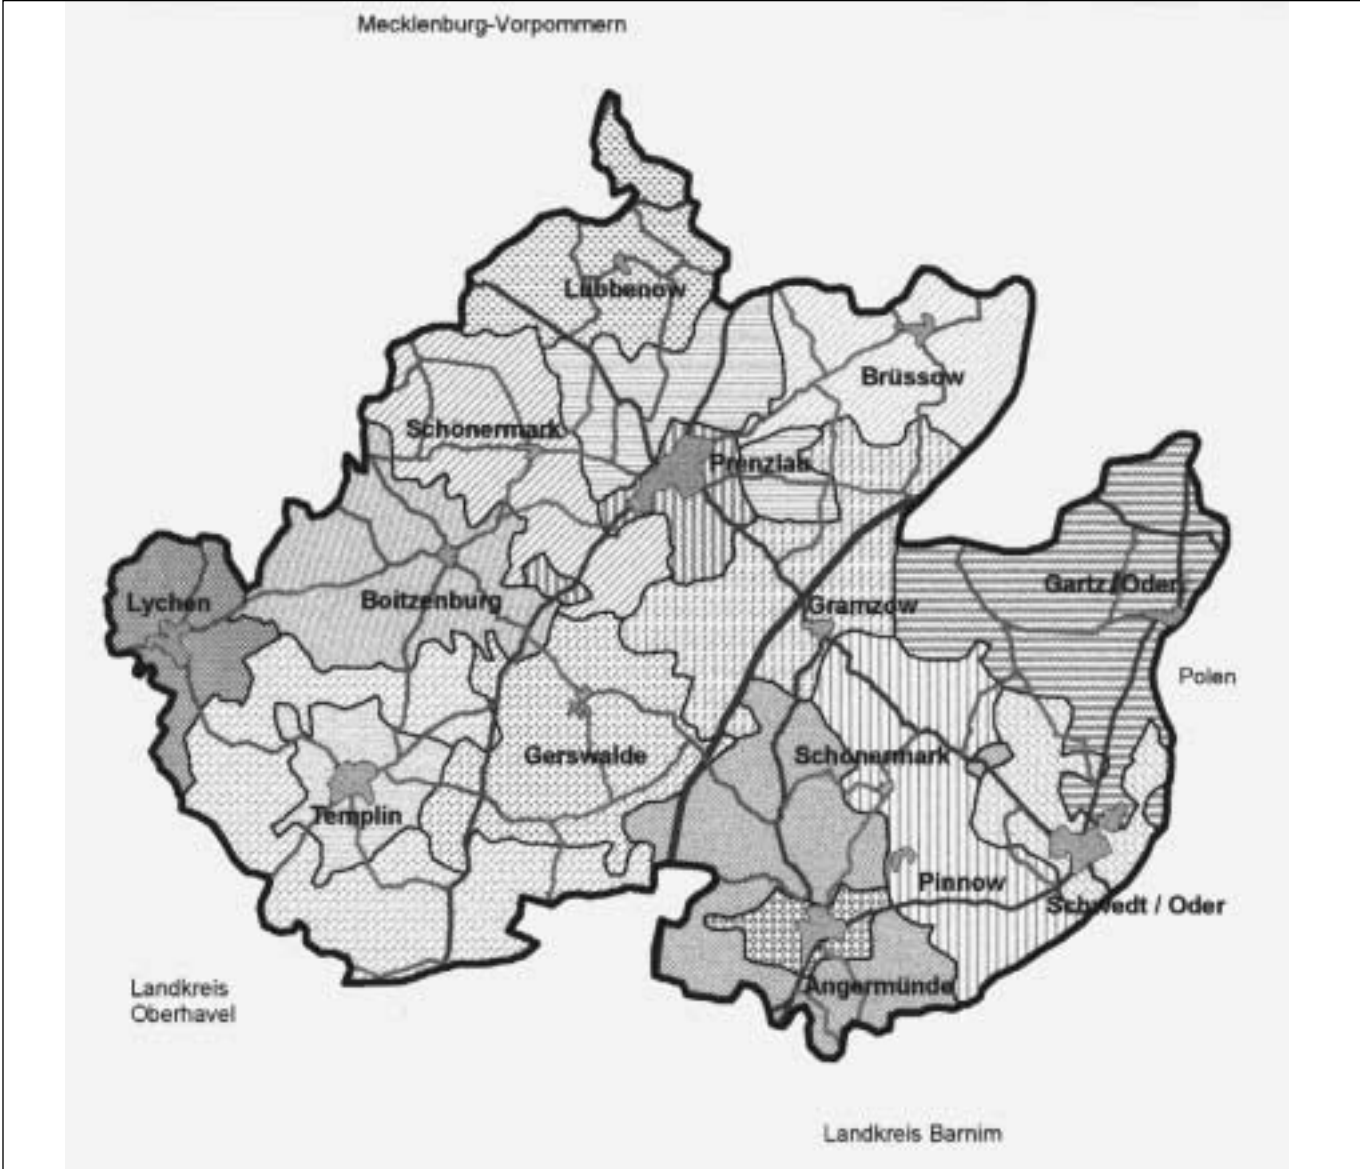 Mecklenburg-Vorpommern
Lübbenow
Brüssow
Schönermark
Prenzlau
Gartz/Oder
Lychen
Boitzenburg
Gramzow
Polen
Gerswalde
Schönermark
Templin
Pinnow
Schwedt / Oder
Angermünde
Landkreis
Oberhavel
Landkreis Barnim